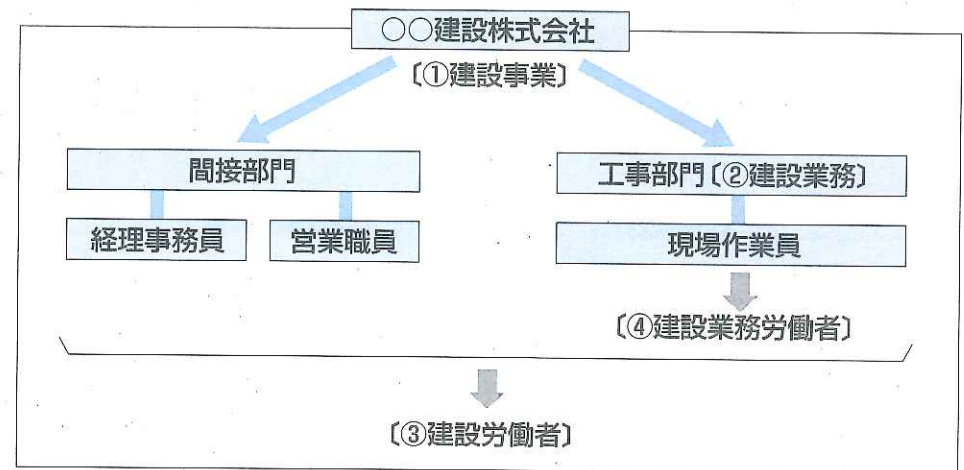 ○○建設株式会社
〔①建設事業〕
間接部門
工事部門〔②建設業務〕
経理事務員
営業職員
現場作業員
〔④建設業務労働者〕
〔③建設労働者〕